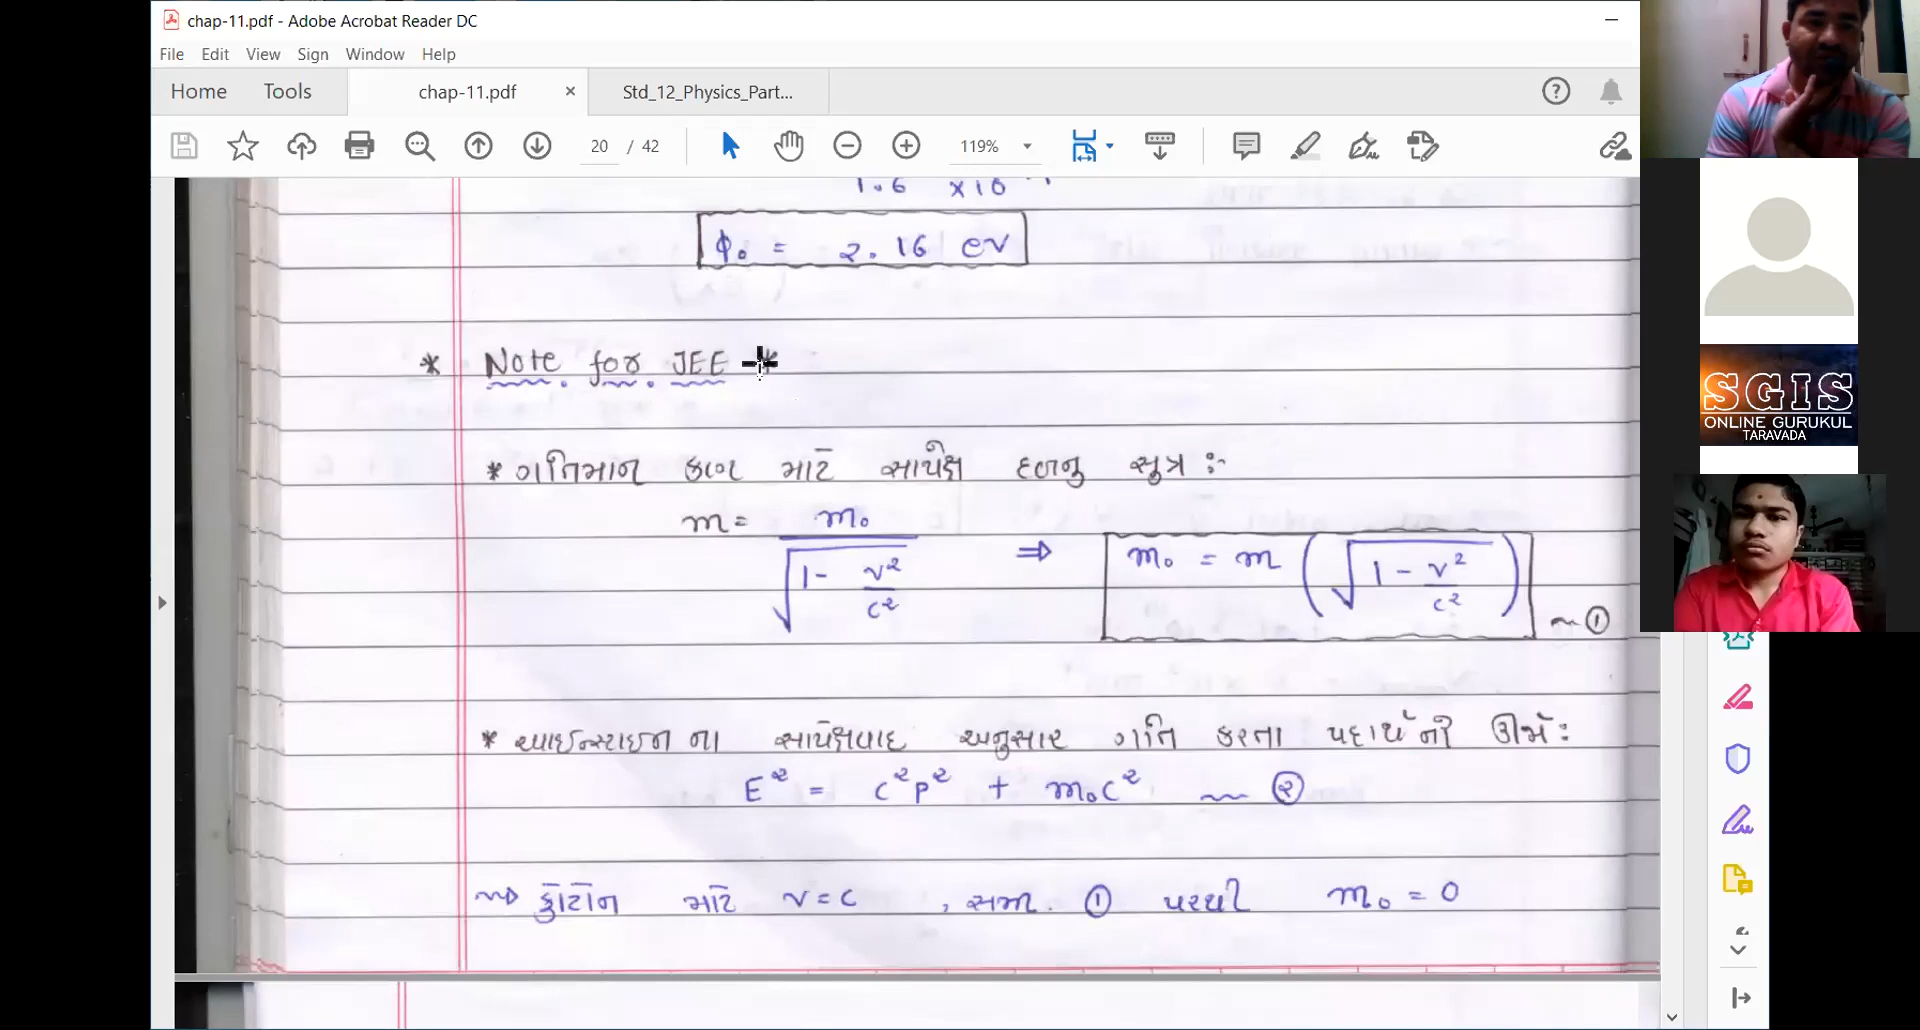 chap-11.pdf - Adobe Acrobat Reader DC
File Edit View Sign Window Help
Home Tools chap-11.pdf × Std_12_Physics_Part...
20 / 42 119%
1.6 ×10
ϕ₀ = 2.16 eV
* Note for JEE *
* ગતિમાન કણ માટે સાપેક્ષ દળનુ સુત્ર :-
m = m₀ / √(1 - v²/c²) ⇒ m₀ = m (√(1 - v²/c²)) ~ ①
* આઈન્સ્ટાઈન ના સાપેક્ષવાદ અનુસાર ગતિ કરતા પદાર્થની ઊર્જા :
E² = c²p² + m₀c² ~ ②
⇝ ફોટોન માટે v = c , સમી. ① પરથી m₀ = 0
SGIS
ONLINE GURUKUL
TARAVADA